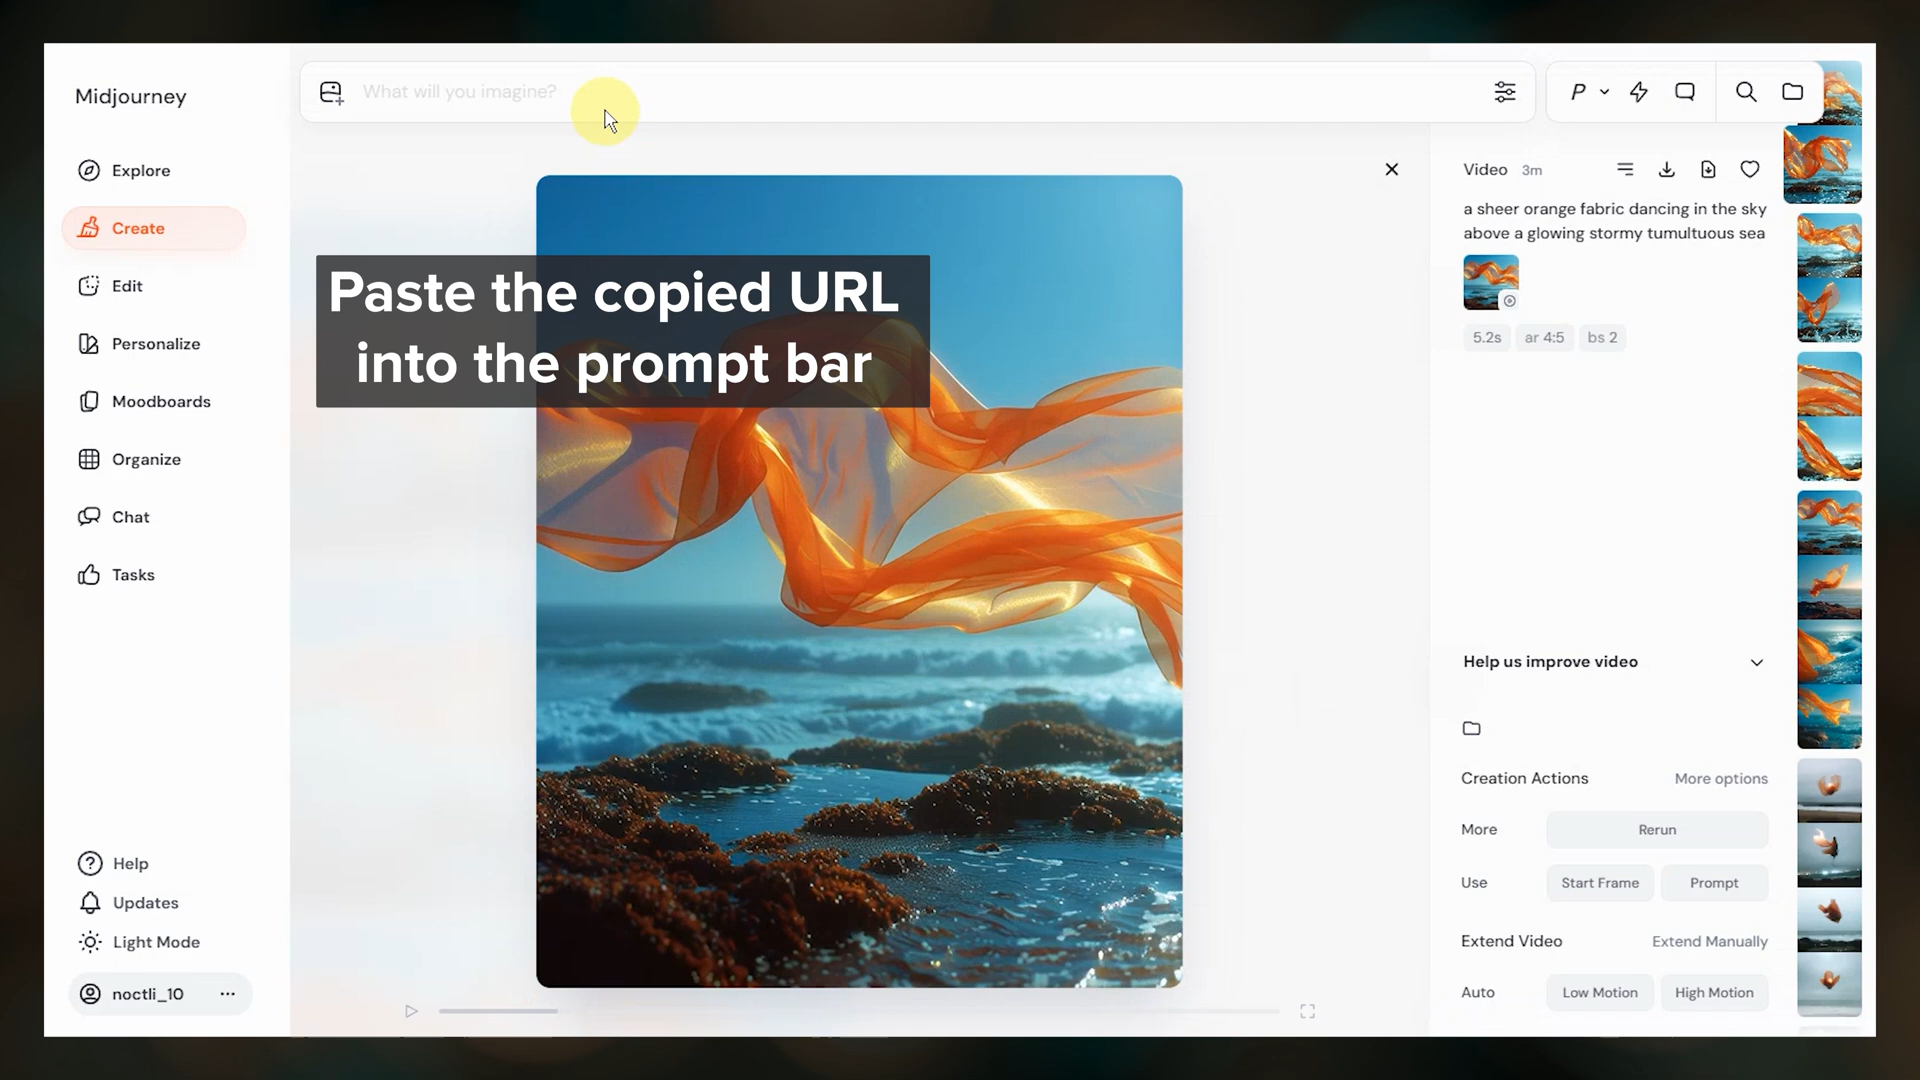 Midjourney
What will you imagine?
P
Explore
Create
Edit
Personalize
Moodboards
Organize
Chat
Tasks
Help
Updates
Light Mode
noctli_10
Paste the copied URL
into the prompt bar
Video 3m
a sheer orange fabric dancing in the sky
above a glowing stormy tumultuous sea
5.2s ar 4:5 bs 2
Help us improve video
Creation Actions More options
More Rerun
Use Start Frame Prompt
Extend Video Extend Manually
Auto Low Motion High Motion